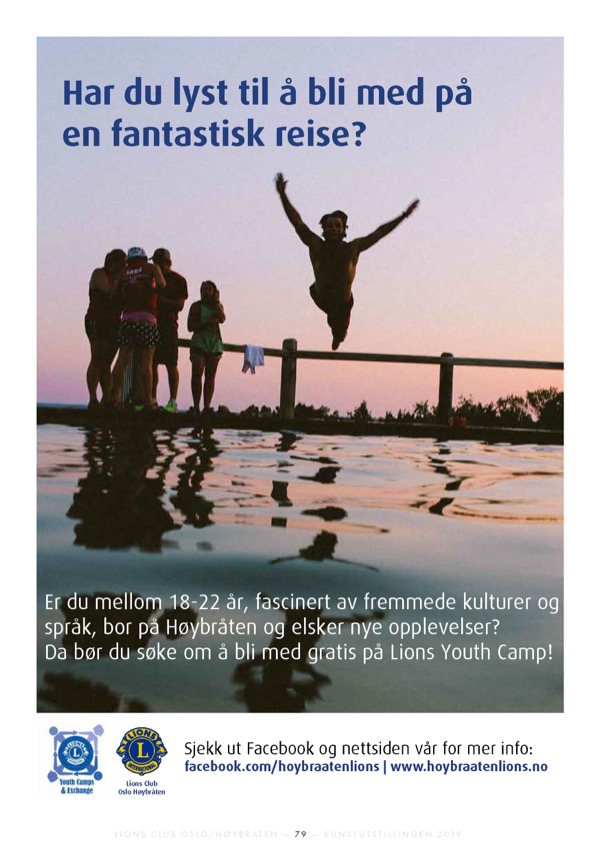 Har du lyst til å bli med på
en fantastisk reise?
Er du mellom 18-22 år, fascinert av fremmede kulturer og
språk, bor på Høybråten og elsker nye opplevelser?
Da bør du søke om å bli med gratis på Lions Youth Camp!
Youth Camps
& Exchange
LIONS
L
INTERNATIONAL
Lions Club
Oslo Høybråten
Sjekk ut Facebook og nettsiden vår for mer info:
facebook.com/hoybraatenlions | www.hoybraatenlions.no
LIONS CLUB OSLO/HØYBRÅTEN – 79 – KUNSTUTSTILLINGEN 2019